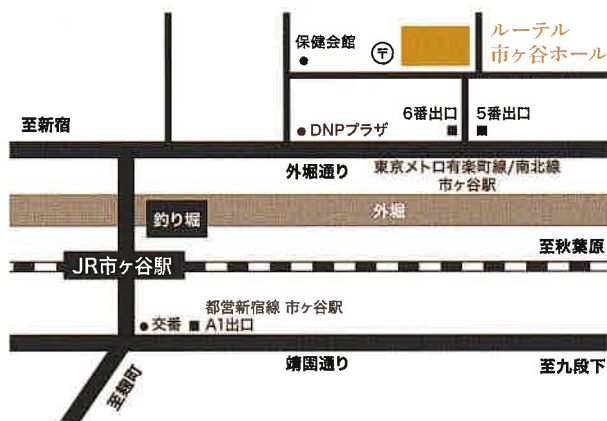 ルーテル
市ヶ谷ホール
保健会館
〒
6番出口
5番出口
DNPプラザ
至新宿
外堀通り
東京メトロ有楽町線/南北線
市ヶ谷駅
釣り堀
外堀
至秋葉原
JR市ヶ谷駅
都営新宿線 市ヶ谷駅
交番
A1出口
靖国通り
至九段下
至麹町